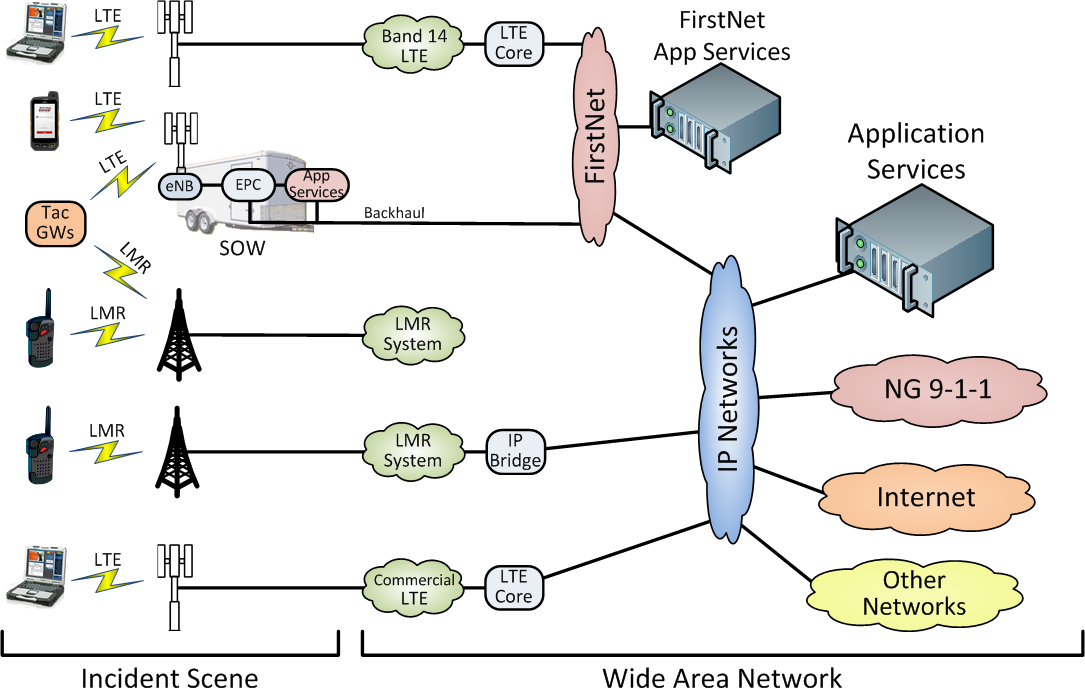 LTE
Band 14
LTE
LTE
Core
FirstNet
FirstNet
App Services
LTE
LTE
eNB
EPC
App
Services
Backhaul
SOW
Tac
GWs
LMR
Application
Services
LMR
LMR
System
IP Networks
NG 9-1-1
LMR
LMR
System
IP
Bridge
Internet
LTE
Commercial
LTE
LTE
Core
Other
Networks
Incident Scene
Wide Area Network